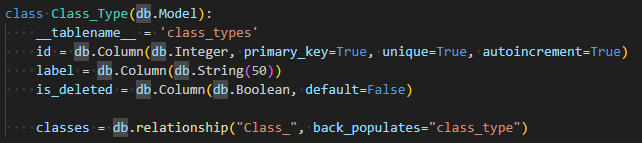 class Class_Type(db.Model):
    __tablename__ = 'class_types'
    id = db.Column(db.Integer, primary_key=True, unique=True, autoincrement=True)
    label = db.Column(db.String(50))
    is_deleted = db.Column(db.Boolean, default=False)
    classes = db.relationship("Class_", back_populates="class_type")